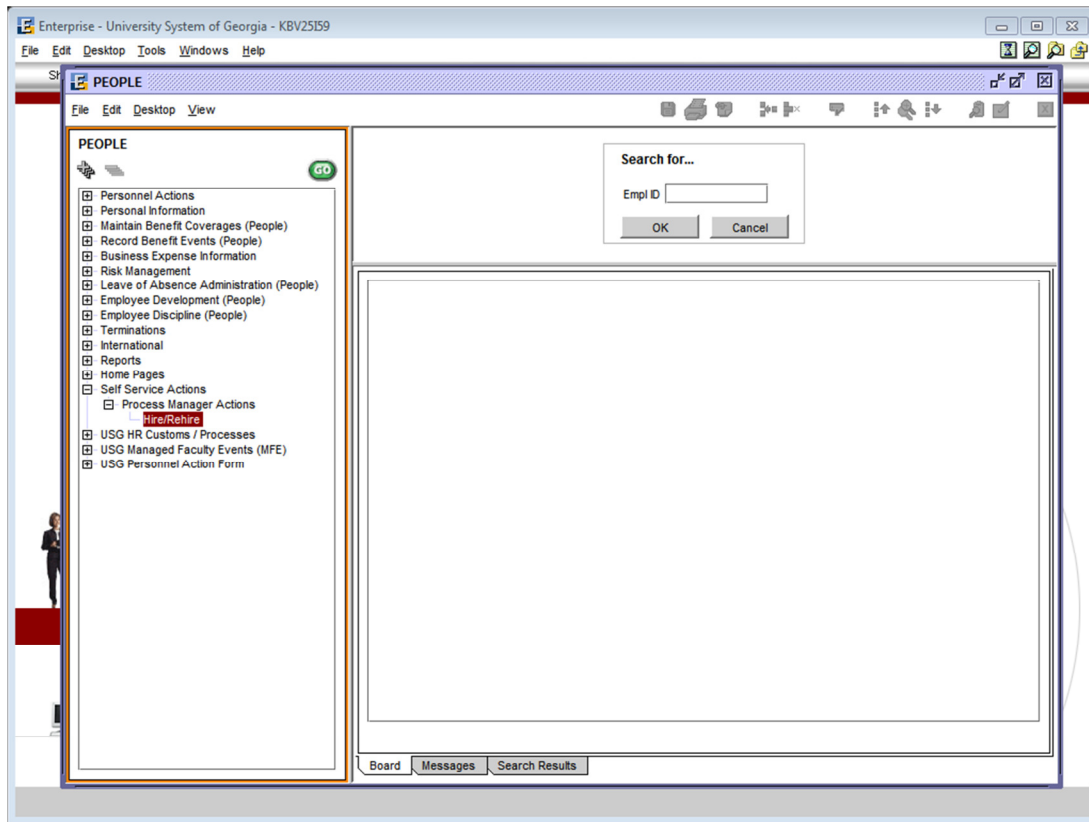 Enterprise - University System of Georgia - KBV25I59
File Edit Desktop Tools Windows Help
PEOPLE
File Edit Desktop View
PEOPLE
GO
Personnel Actions
Personal Information
Maintain Benefit Coverages (People)
Record Benefit Events (People)
Business Expense Information
Risk Management
Leave of Absence Administration (People)
Employee Development (People)
Employee Discipline (People)
Terminations
International
Reports
Home Pages
Self Service Actions
Process Manager Actions
Hire/Rehire
USG HR Customs / Processes
USG Managed Faculty Events (MFE)
USG Personnel Action Form
Search for...
Empl ID
OK Cancel
Board Messages Search Results